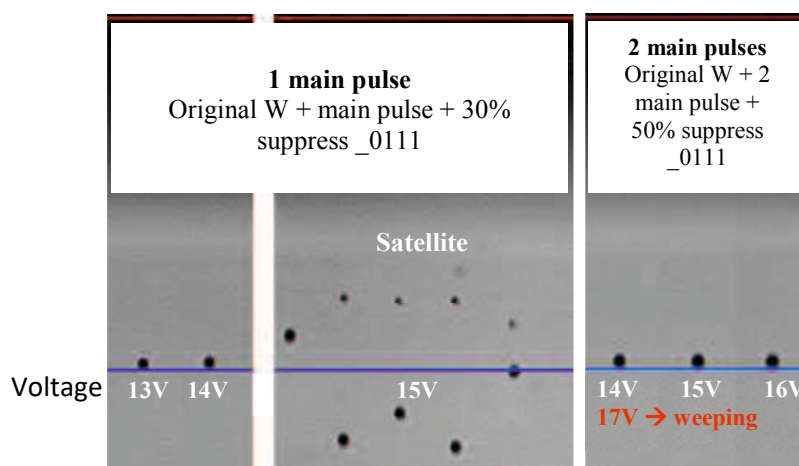 1 main pulse
Original W + main pulse + 30%
suppress _0111
2 main pulses
Original W + 2
main pulse +
50% suppress
_0111
Satellite
Voltage
13V
14V
15V
14V
15V
16V
17V → weeping